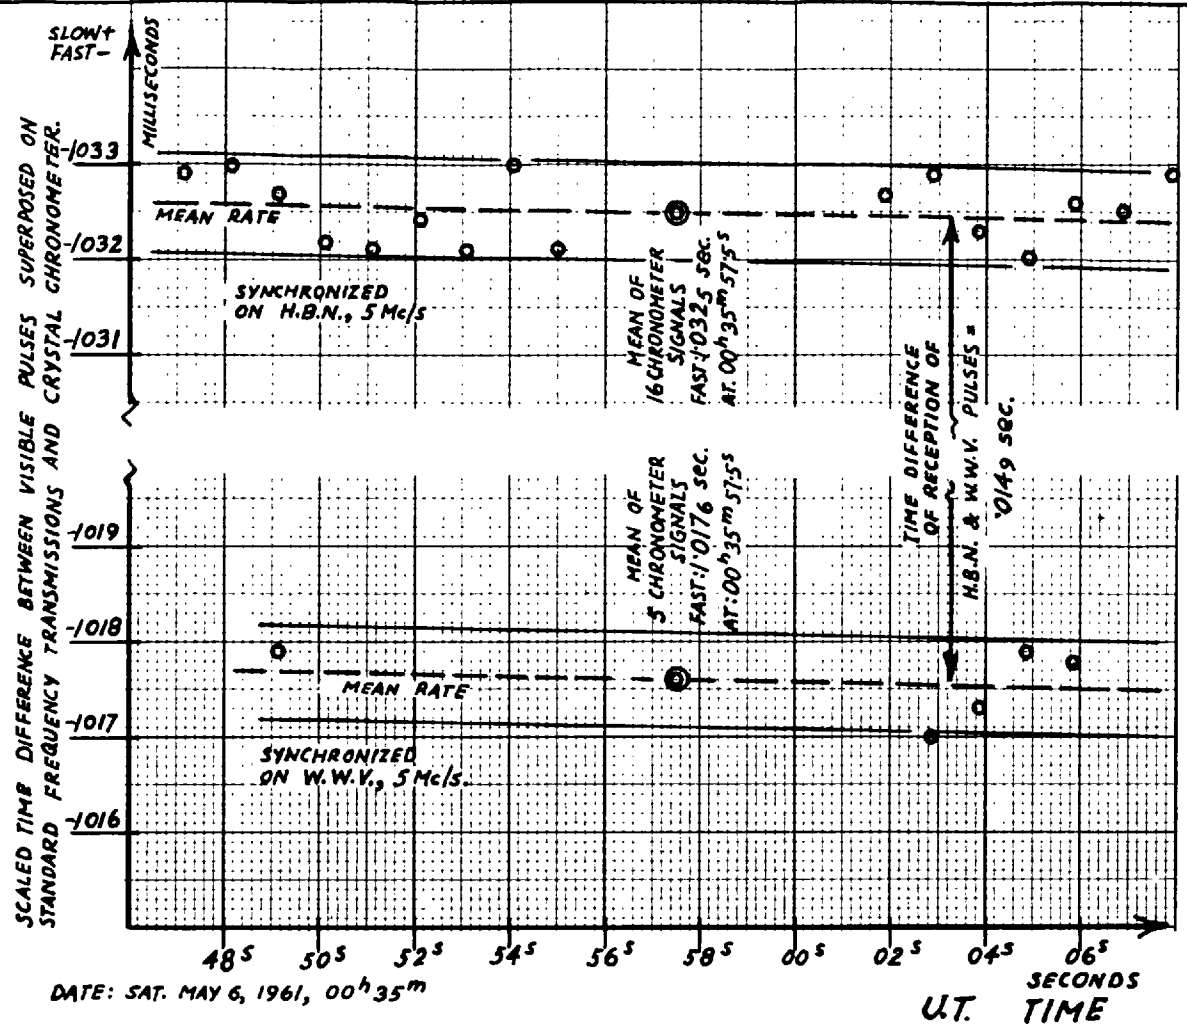 SLOW+
FAST-
MILLISECONDS
SCALED TIME DIFFERENCE BETWEEN VISIBLE PULSES SUPERPOSED ON
STANDARD FREQUENCY TRANSMISSIONS AND CRYSTAL CHRONOMETER.
-1033
-1032
-1031
MEAN RATE
SYNCHRONIZED
ON H.B.N., 5 Mc/s
MEAN OF
16 CHRONOMETER
SIGNALS
FAST:1.0325 sec.
AT:00h35m57.5s
TIME DIFFERENCE
OF RECEPTION OF
H.B.N. & W.W.V. PULSES =
.0149 sec.
-1019
-1018
-1017
-1016
MEAN OF
5 CHRONOMETER
SIGNALS
FAST:1.0176 sec.
AT:00h35m57.5s
MEAN RATE
SYNCHRONIZED
ON W.W.V., 5 Mc/s.
48s 50s 52s 54s 56s 58s 00s 02s 04s 06s
SECONDS
DATE: SAT. MAY 6, 1961, 00h35m
U.T. TIME